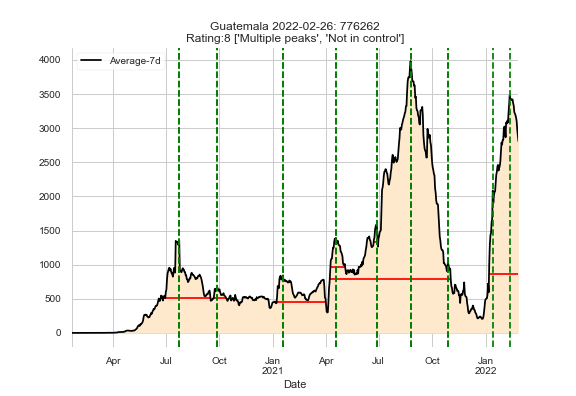 Guatemala 2022-02-26: 776262
Rating:8 ['Multiple peaks', 'Not in control']
Average-7d
4000
3500
3000
2500
2000
1500
1000
500
0
Apr Jul Oct Jan Apr Jul Oct Jan
2021 2022
Date